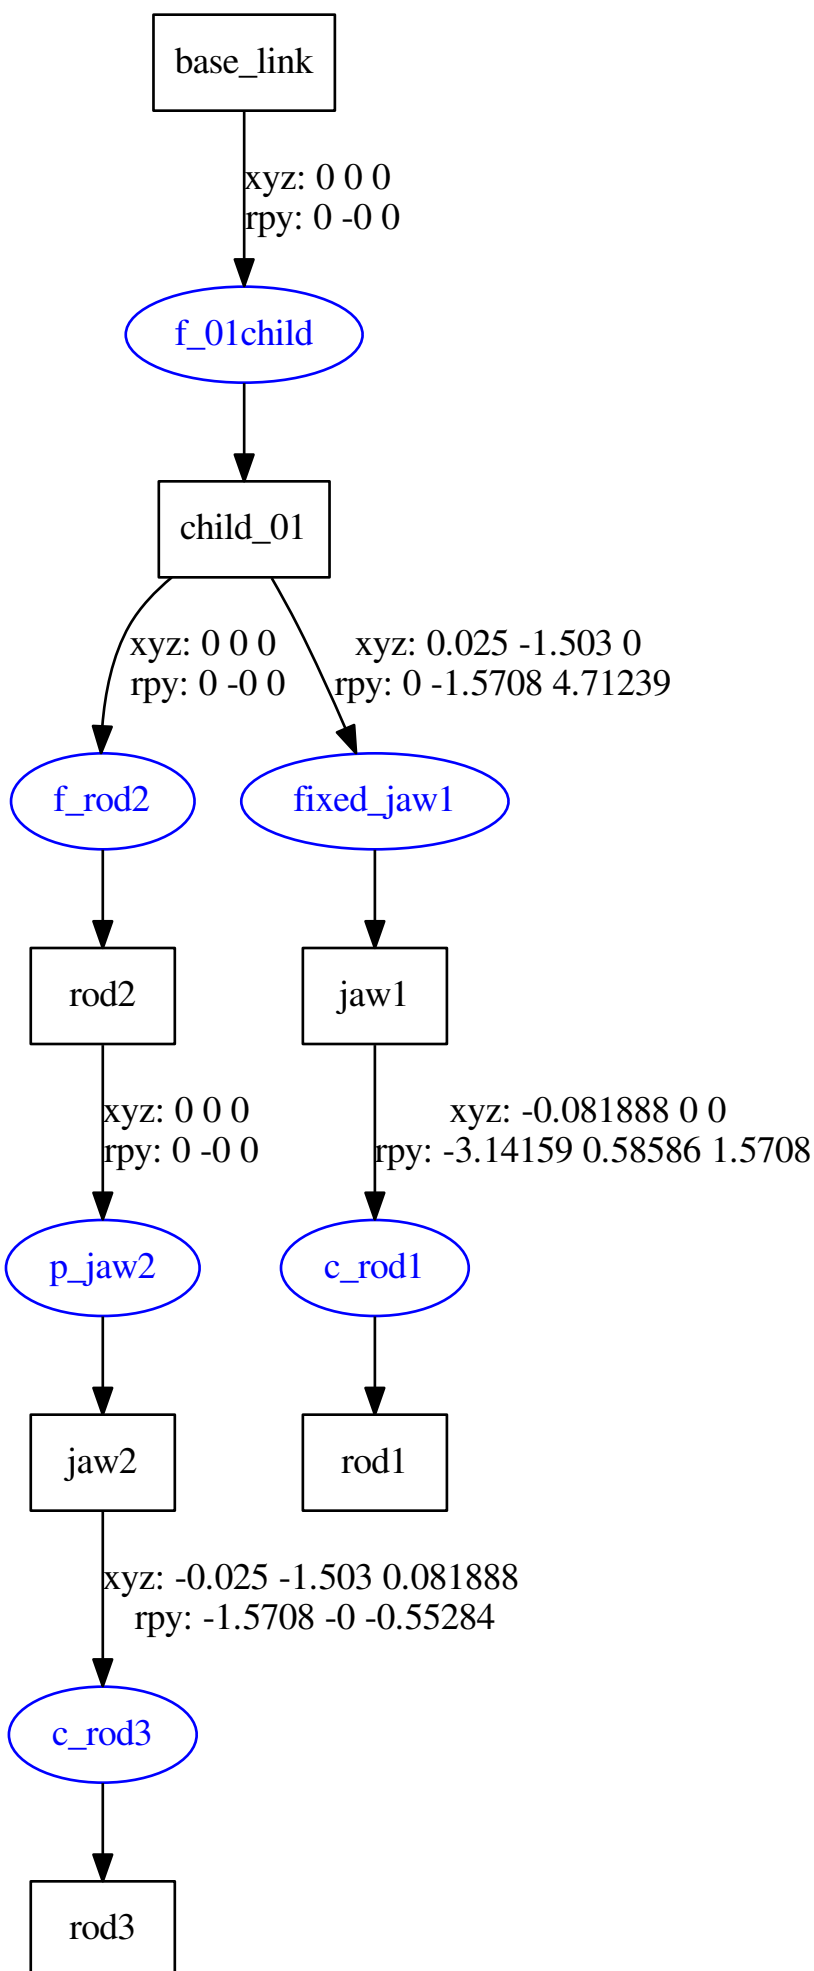 base_link
xyz: 0 0 0
rpy: 0 -0 0
f_01child
child_01
xyz: 0 0 0
rpy: 0 -0 0
xyz: 0.025 -1.503 0
rpy: 0 -1.5708 4.71239
f_rod2
fixed_jaw1
rod2
jaw1
xyz: 0 0 0
rpy: 0 -0 0
xyz: -0.081888 0 0
rpy: -3.14159 0.58586 1.5708
p_jaw2
c_rod1
jaw2
rod1
xyz: -0.025 -1.503 0.081888
rpy: -1.5708 -0 -0.55284
c_rod3
rod3